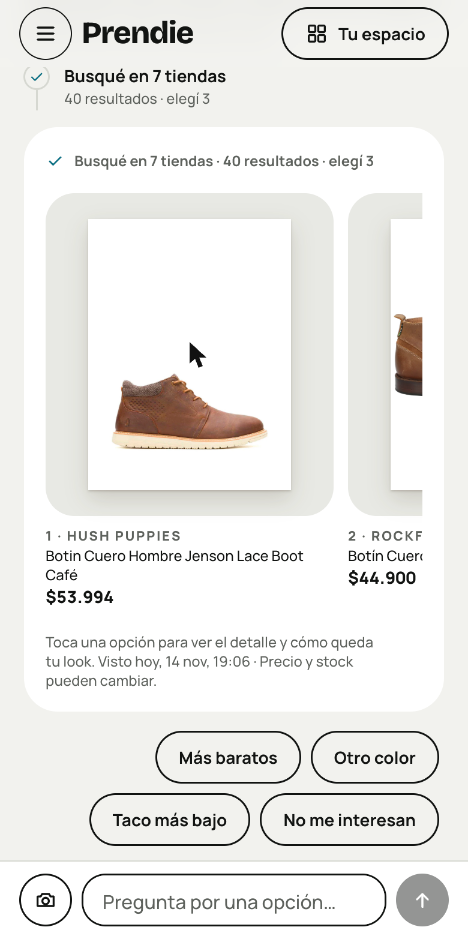 Prendie
Tu espacio
Busqué en 7 tiendas
40 resultados · elegí 3
Busqué en 7 tiendas · 40 resultados · elegí 3
1 · HUSH PUPPIES
Botin Cuero Hombre Jenson Lace Boot
Café
$53.994
2 · ROCKF
Botín Cuerc
$44.900
Toca una opción para ver el detalle y cómo queda
tu look. Visto hoy, 14 nov, 19:06 · Precio y stock
pueden cambiar.
Más baratos
Otro color
Taco más bajo
No me interesan
Pregunta por una opción…